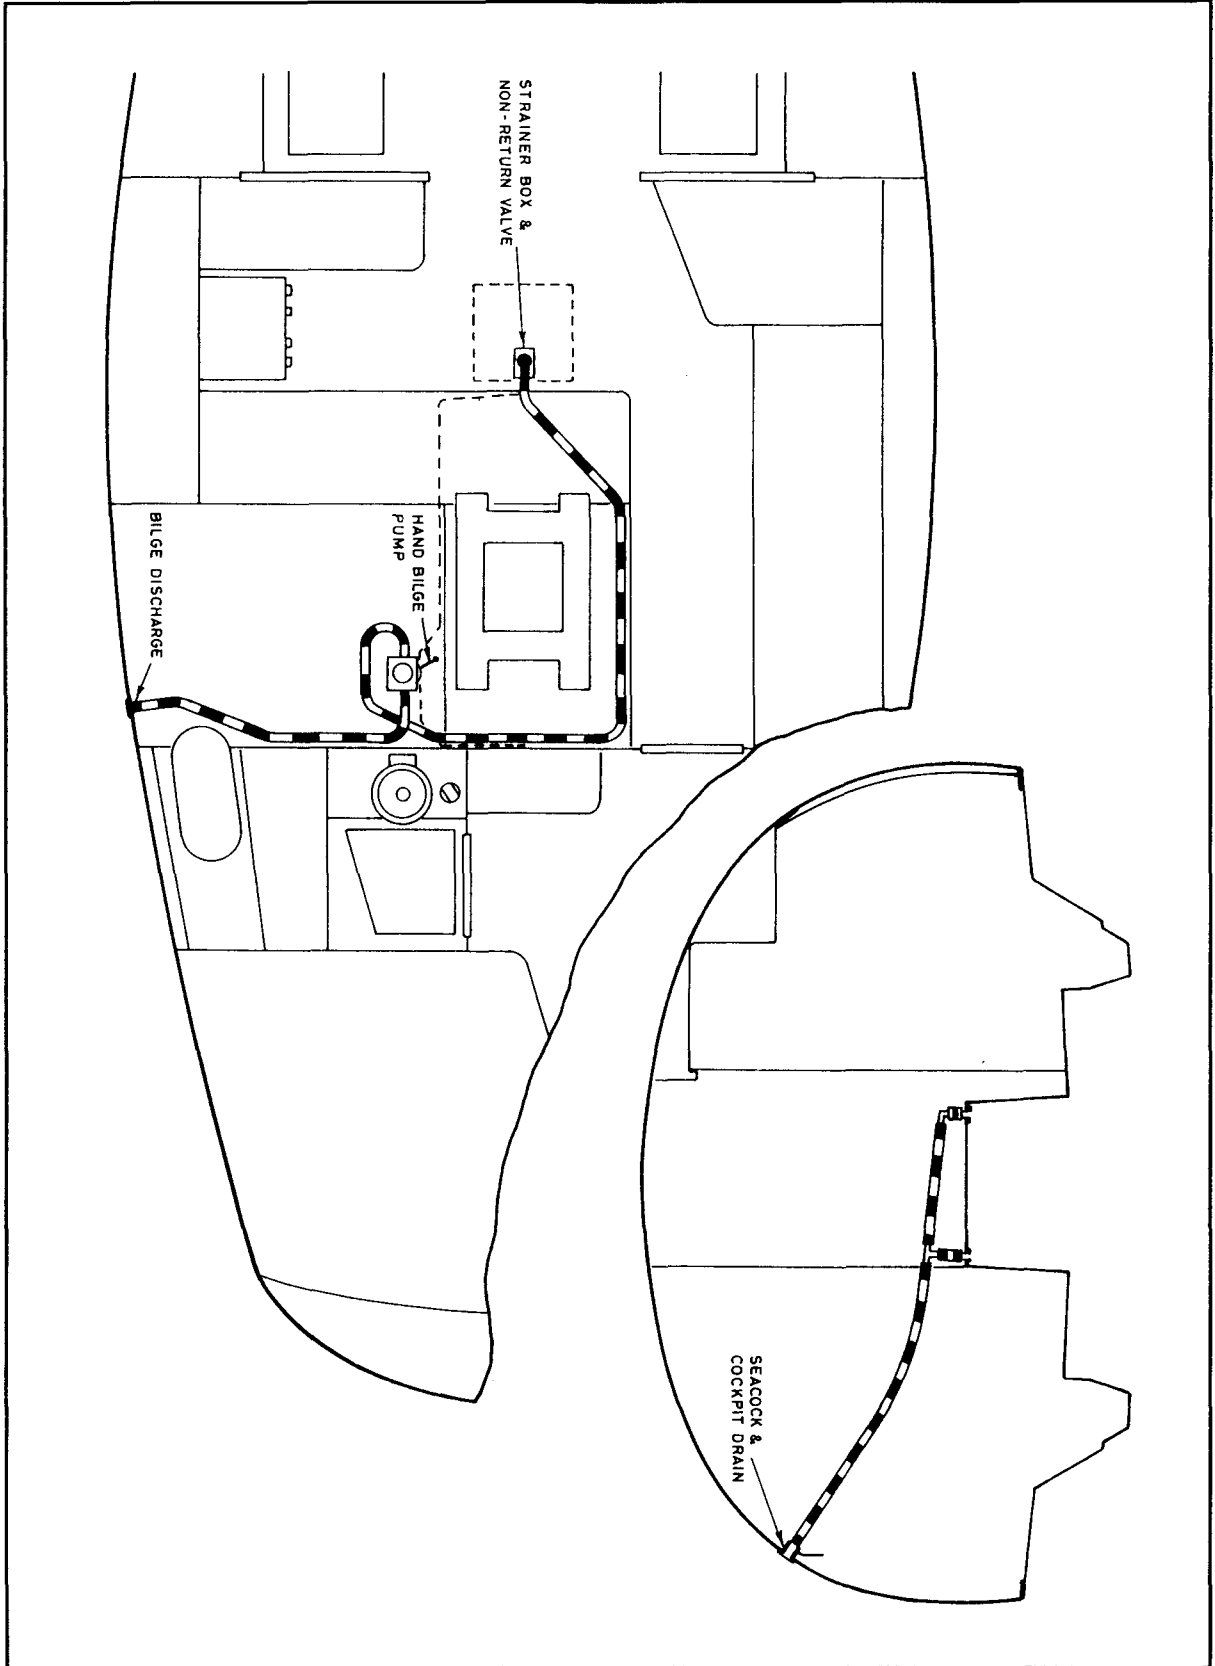 STRAINER BOX &
NON-RETURN VALVE
HAND BILGE
PUMP
BILGE DISCHARGE
SEACOCK &
COCKPIT DRAIN